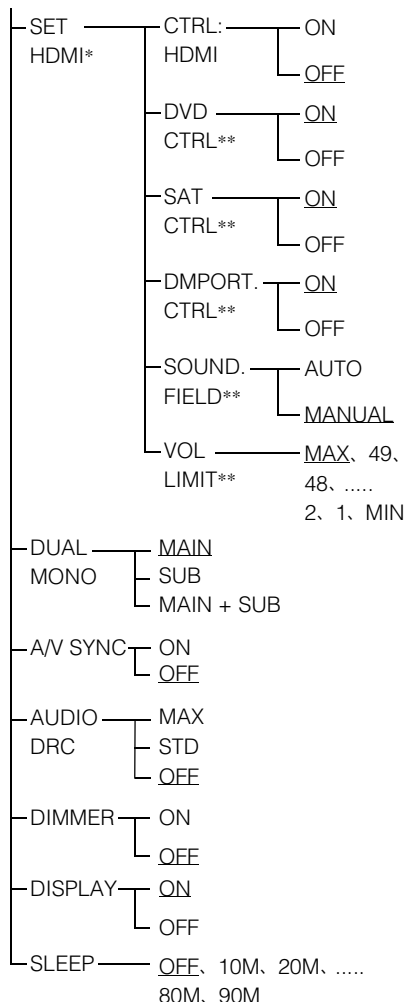 SET CTRL: ON
HDMI* HDMI
OFF
DVD ON
CTRL** OFF
SAT ON
CTRL** OFF
DMPORT. ON
CTRL** OFF
SOUND. AUTO
FIELD** MANUAL
VOL MAX、49、
LIMIT** 48、.....
2、1、MIN
DUAL MAIN
MONO SUB
MAIN + SUB
A/V SYNC ON
OFF
AUDIO MAX
DRC STD
OFF
DIMMER ON
OFF
DISPLAY ON
OFF
SLEEP OFF、10M、20M、.....
80M、90M